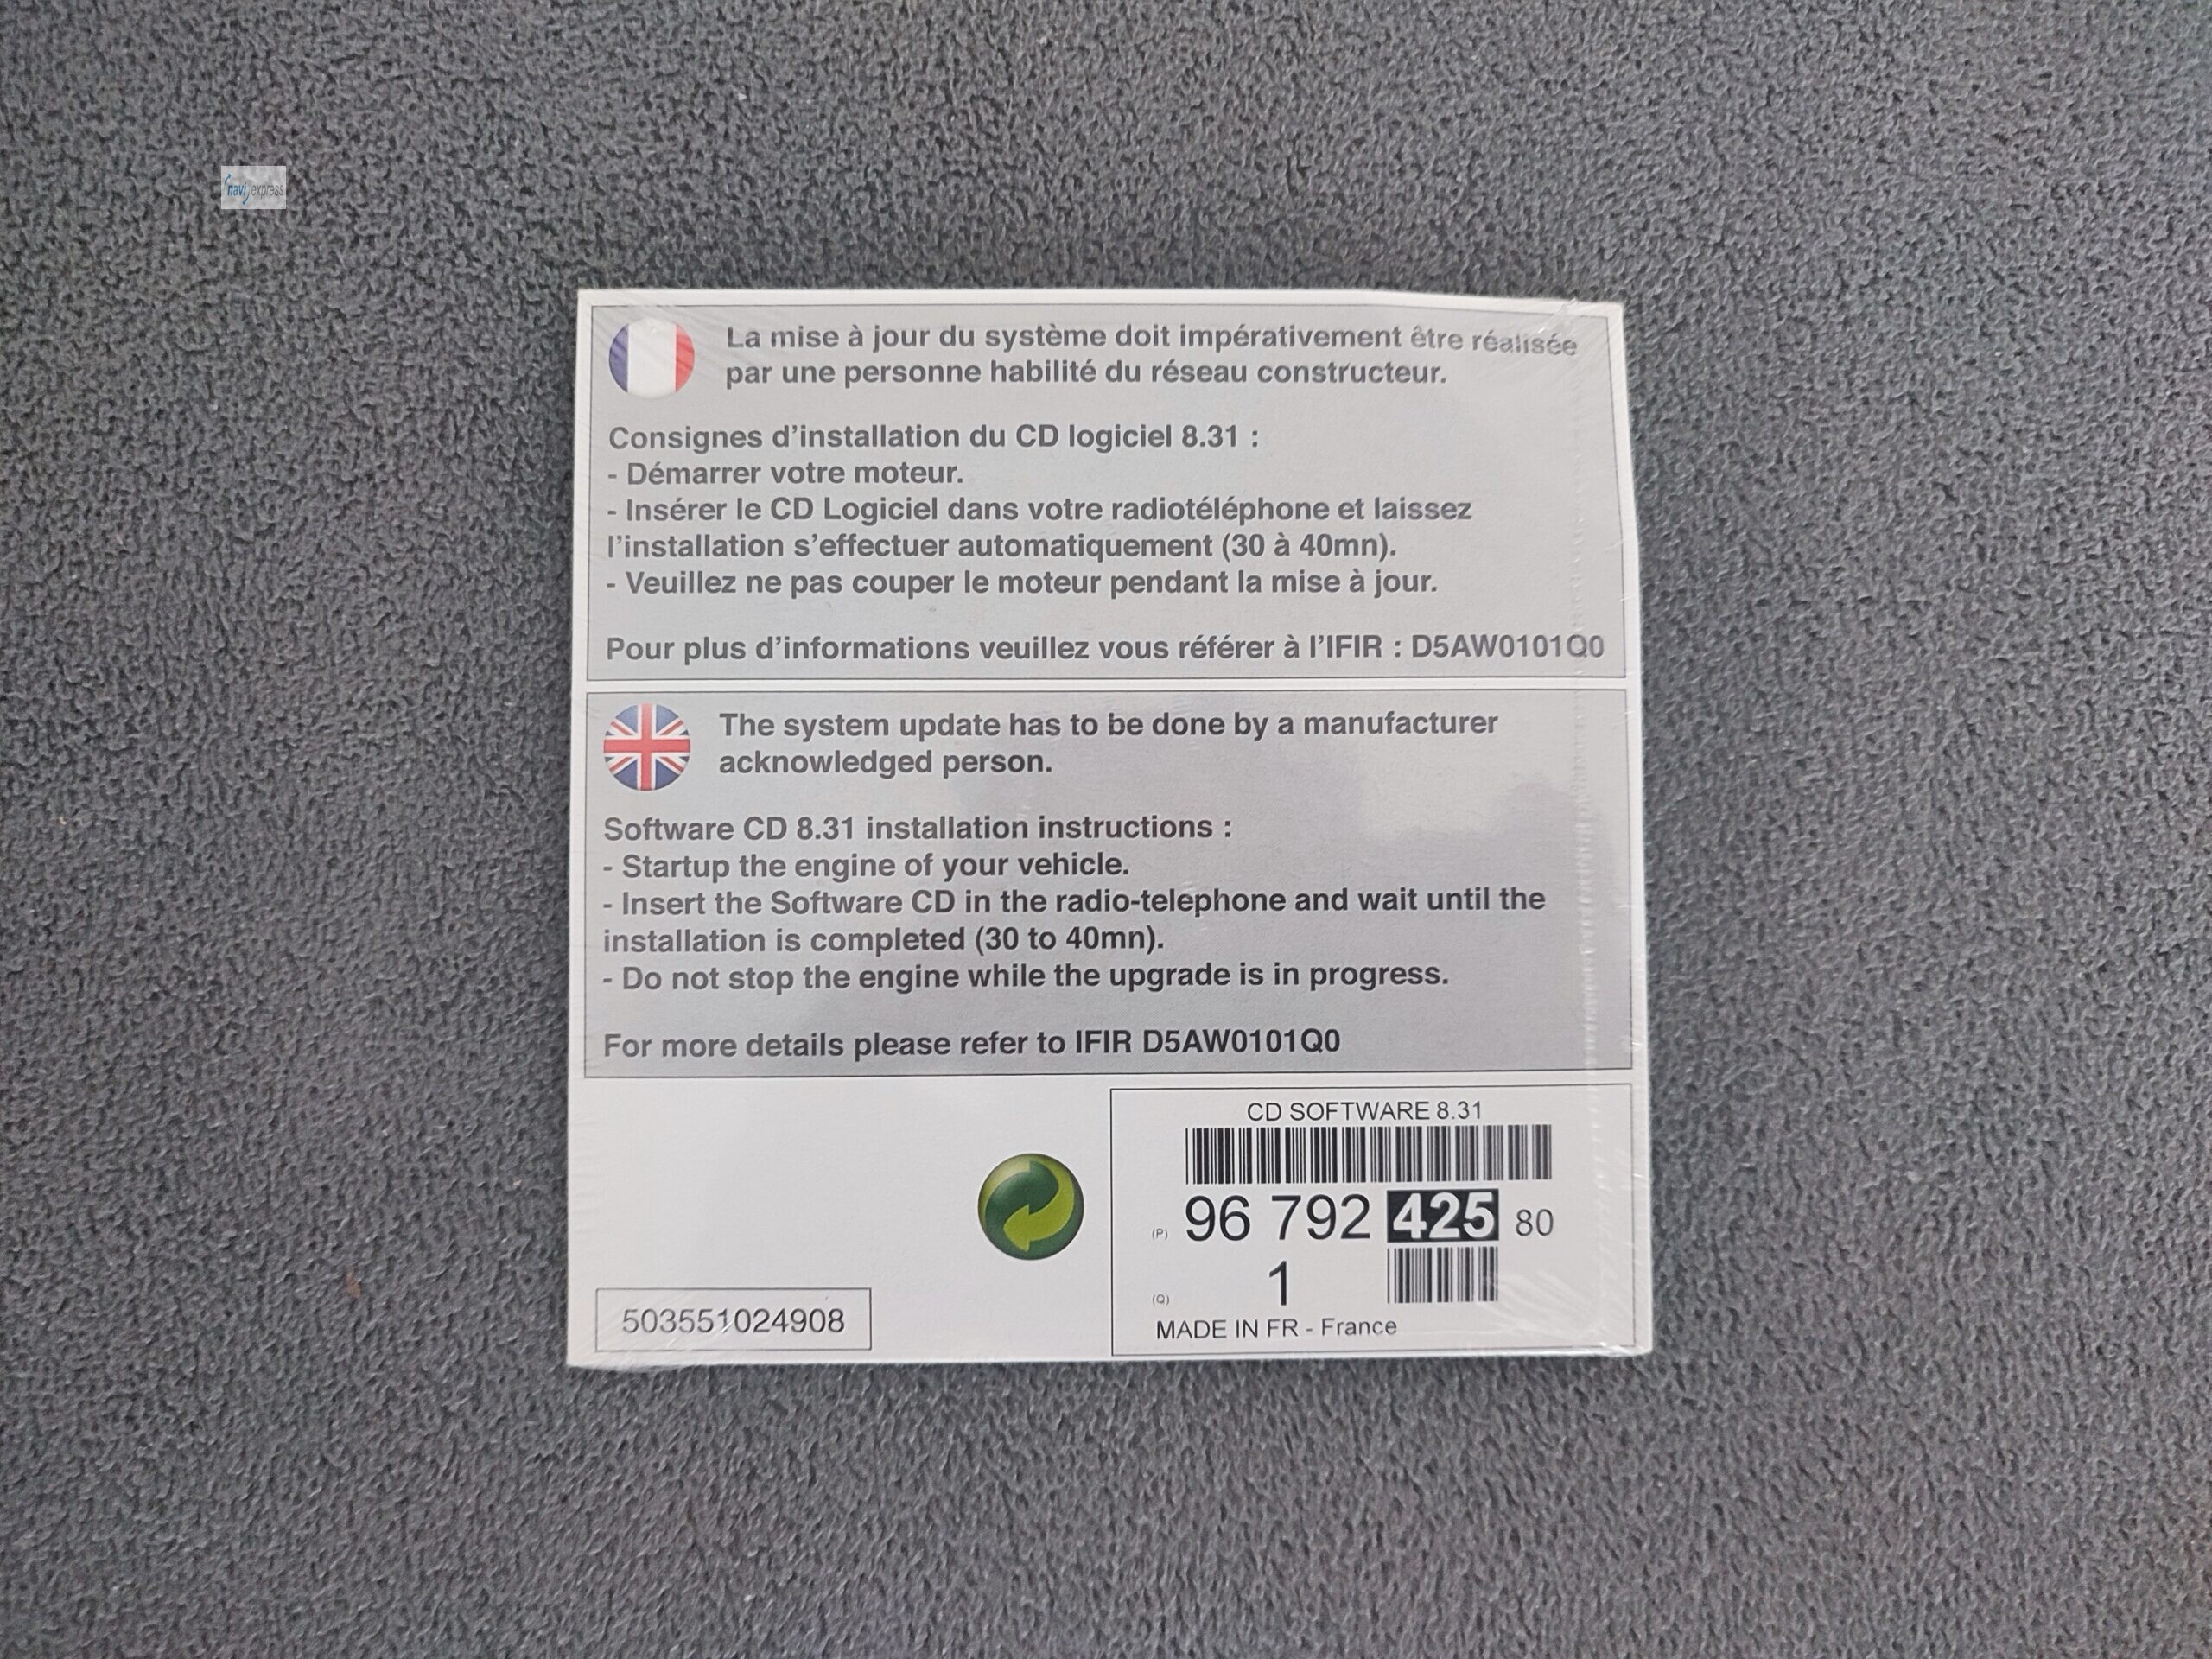 navi express
La mise à jour du système doit impérativement être réalisée
par une personne habilité du réseau constructeur.
Consignes d'installation du CD logiciel 8.31 :
- Démarrer votre moteur.
- Insérer le CD Logiciel dans votre radiotéléphone et laissez
l'installation s'effectuer automatiquement (30 à 40mn).
- Veuillez ne pas couper le moteur pendant la mise à jour.
Pour plus d'informations veuillez vous référer à l'IFIR : D5AW0101Q0
The system update has to be done by a manufacturer
acknowledged person.
Software CD 8.31 installation instructions :
- Startup the engine of your vehicle.
- Insert the Software CD in the radio-telephone and wait until the
installation is completed (30 to 40mn).
- Do not stop the engine while the upgrade is in progress.
For more details please refer to IFIR D5AW0101Q0
CD SOFTWARE 8.31
(P) 96 792 425 80
(Q) 1
MADE IN FR - France
503551024908